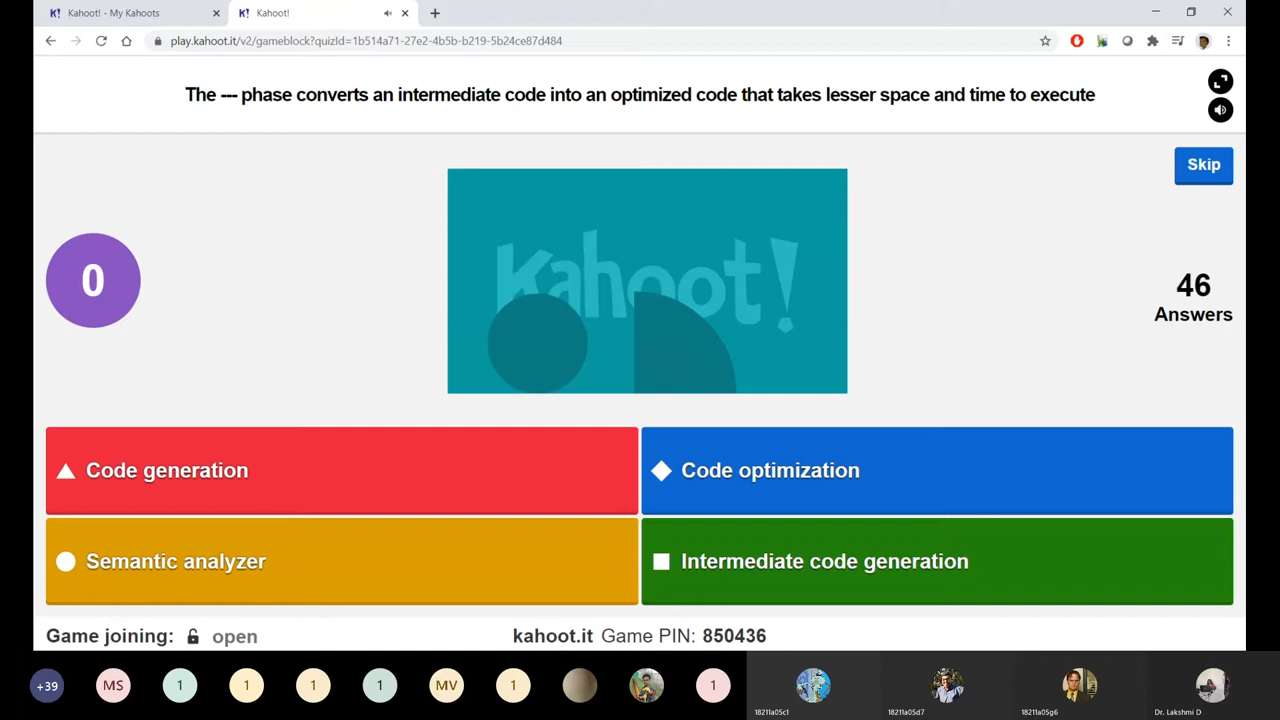 Kahoot! - My Kahoots
Kahoot!
play.kahoot.it/v2/gameblock?quizId=1b514a71-27e2-4b5b-b219-5b24ce87d484
The --- phase converts an intermediate code into an optimized code that takes lesser space and time to execute
Skip
Kahoot!
0
46
Answers
Code generation
Code optimization
Semantic analyzer
Intermediate code generation
Game joining: open
kahoot.it Game PIN: 850436
+39 MS 1 1 1 1 MV 1 1
18211a05c1 18211a05d7 18211a05g6 Dr. Lakshmi D